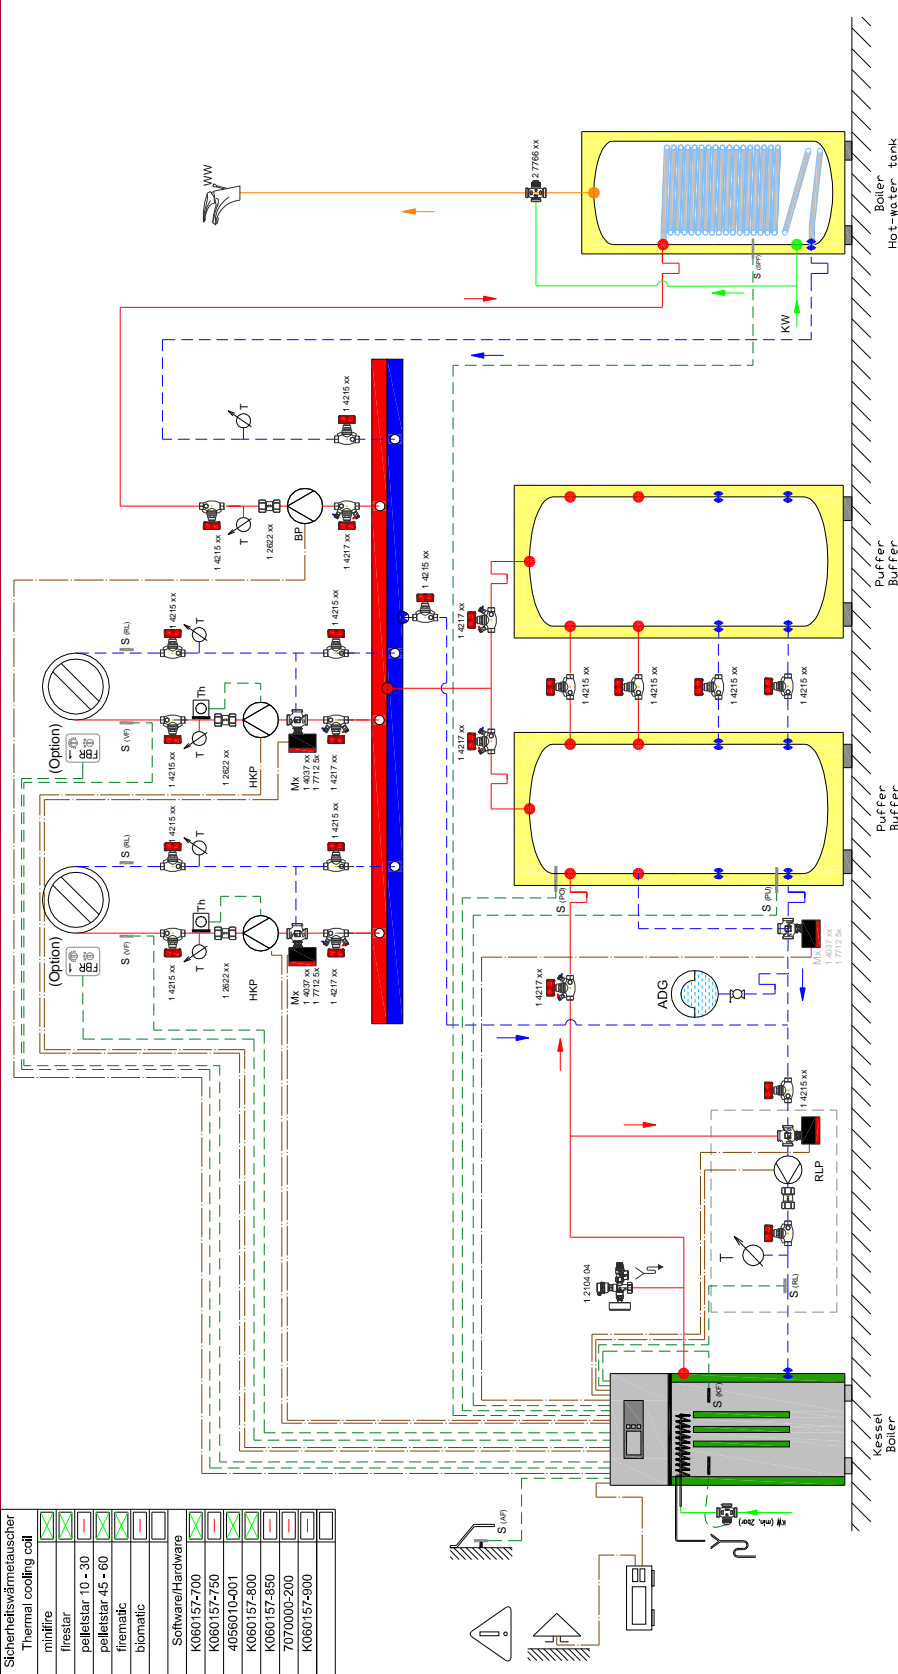 Sicherheitswärmetauscher
Thermal cooling coil
minifire
firestar
pelletstar 10 - 30
pelletstar 45 - 60
firematic
biomatic
Software/Hardware
K060157-700
K060157-750
4056010-001
K060157-800
K060157-850
7070000-200
K060157-900
(Option)
FBR 1
S (VF)
S (RL)
1 4215 xx
1 4215 xx
T
T
Th
1 2622 xx
HKP
Mx
1 4037 xx
1 7712 5x
1 4217 xx
1 4215 xx
(Option)
FBR 1
S (VF)
S (RL)
1 4215 xx
1 4215 xx
T
T
Th
1 2622 xx
HKP
Mx
1 4037 xx
1 7712 5x
1 4217 xx
1 4215 xx
1 4215 xx
T
1 2622 xx
BP
1 4217 xx
T
1 4215 xx
1 4215 xx
WW
2 7766 xx
S (SPF)
KW
Boiler
Hot-water tank
1 4217 xx
1 4217 xx
1 4215 xx
1 4215 xx
1 4215 xx
1 4215 xx
Puffer
Buffer
Puffer
Buffer
S (PO)
S (PU)
Mx
1 4037 xx
1 7712 5x
1 4217 xx
ADG
1 4215 xx
RLP
T
S (RL)
1 2104 04
S (KF)
Kessel
Boiler
KW (min. 2bar)
S (AF)